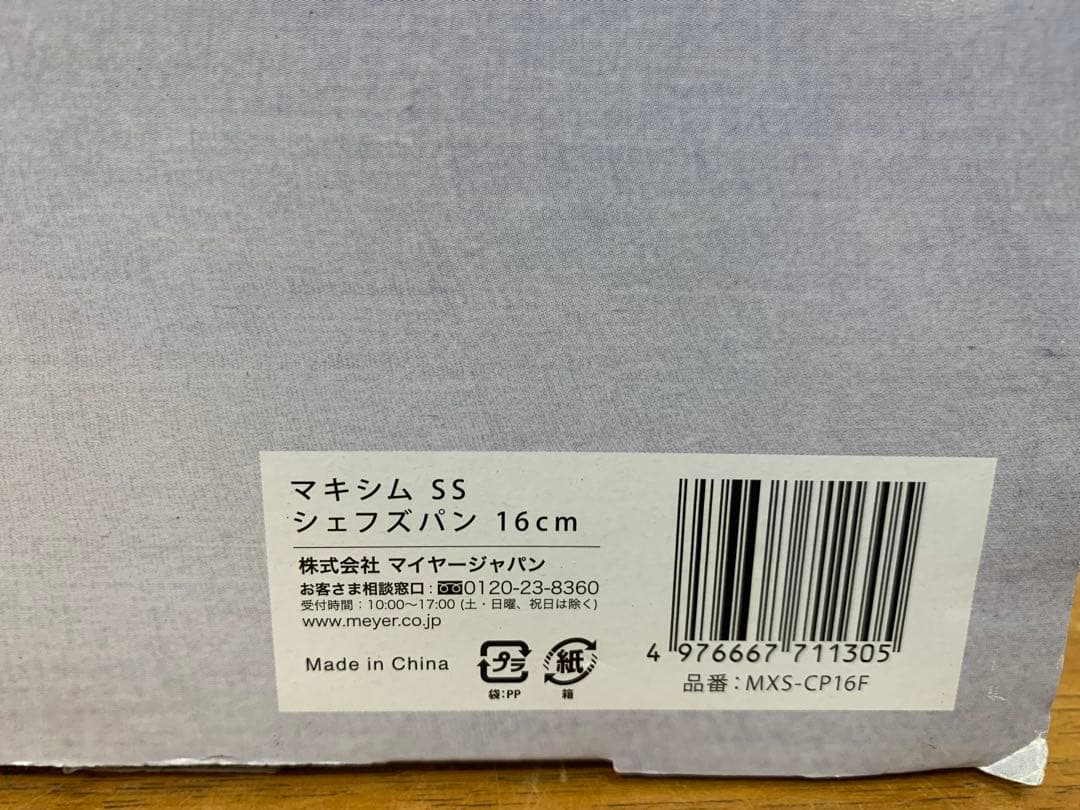 マキシム SS
シェフズパン 16cm
株式会社 マイヤージャパン
お客さま相談窓口：0120-23-8360
受付時間：10:00〜17:00 (土・日曜、祝日は除く)
www.meyer.co.jp
Made in China
プラ
袋:PP
紙
箱
4 976667 711305
品番：MXS-CP16F